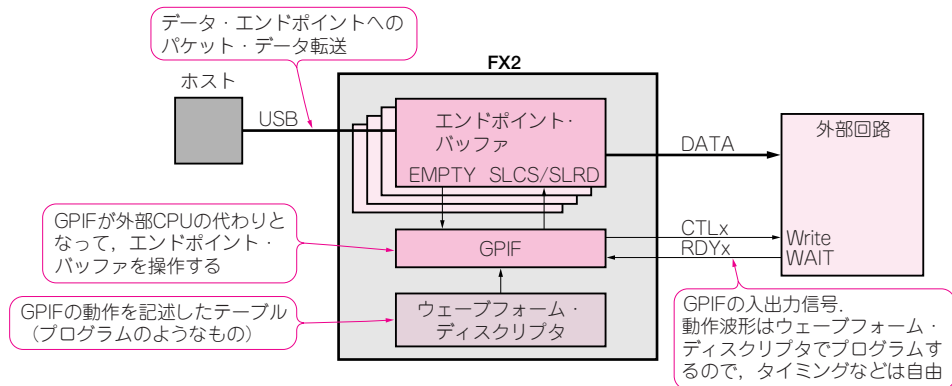 データ・エンドポイントへの
パケット・データ転送
FX2
ホスト
USB
エンドポイント・
バッファ
EMPTY SLCS/SLRD
DATA
外部回路
GPIFが外部CPUの代わりと
なって，エンドポイント・
バッファを操作する
GPIF
CTLx
RDYx
Write
WAIT
GPIFの動作を記述したテーブル
（プログラムのようなもの）
ウェーブフォーム・
ディスクリプタ
GPIFの入出力信号．
動作波形はウェーブフォーム・
ディスクリプタでプログラムす
るので，タイミングなどは自由